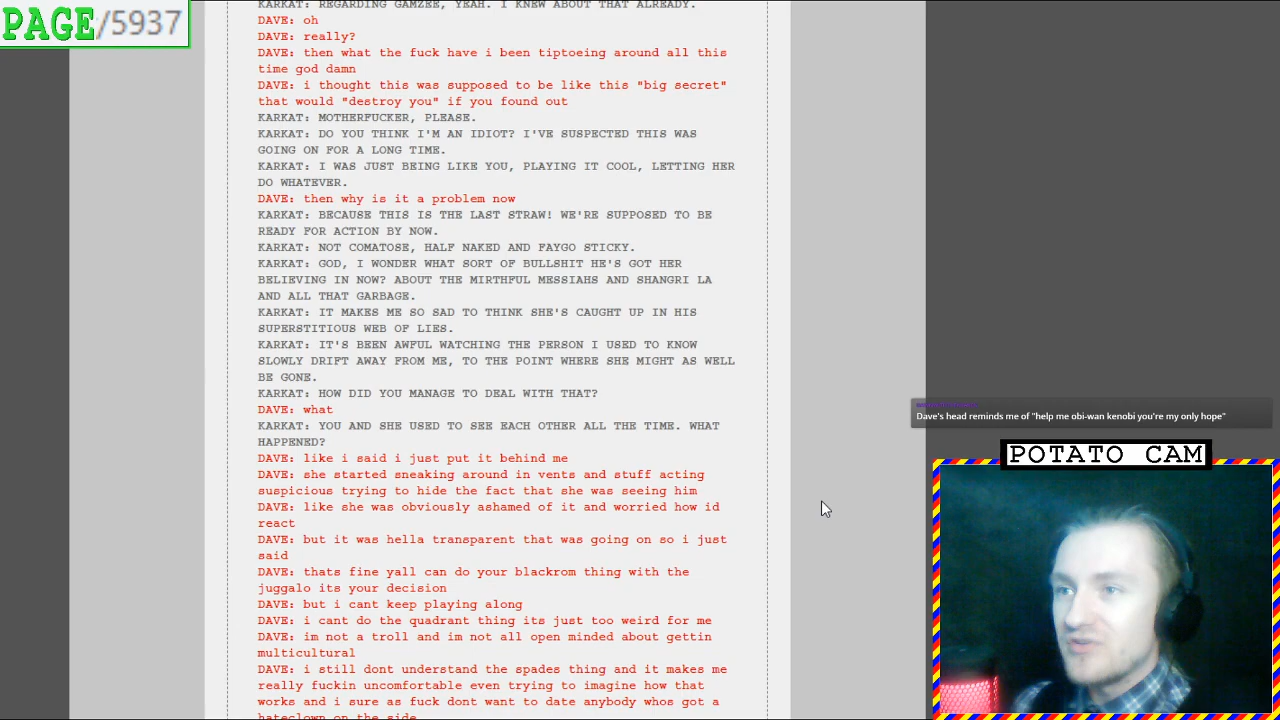 KARKAT: REGARDING GAMZEE, YEAH. I KNEW ABOUT THAT ALREADY.
PAGE/5937
DAVE: oh
DAVE: really?
DAVE: then what the fuck have i been tiptoeing around all this
time god damn
DAVE: i thought this was supposed to be like this "big secret"
that would "destroy you" if you found out
KARKAT: MOTHERFUCKER, PLEASE.
KARKAT: DO YOU THINK I'M AN IDIOT? I'VE SUSPECTED THIS WAS
GOING ON FOR A LONG TIME.
KARKAT: I WAS JUST BEING LIKE YOU, PLAYING IT COOL, LETTING HER
DO WHATEVER.
DAVE: then why is it a problem now
KARKAT: BECAUSE THIS IS THE LAST STRAW! WE'RE SUPPOSED TO BE
READY FOR ACTION BY NOW.
KARKAT: NOT COMATOSE, HALF NAKED AND FAYGO STICKY.
KARKAT: GOD, I WONDER WHAT SORT OF BULLSHIT HE'S GOT HER
BELIEVING IN NOW? ABOUT THE MIRTHFUL MESSIAHS AND SHANGRI LA
AND ALL THAT GARBAGE.
KARKAT: IT MAKES ME SO SAD TO THINK SHE'S CAUGHT UP IN HIS
SUPERSTITIOUS WEB OF LIES.
KARKAT: IT'S BEEN AWFUL WATCHING THE PERSON I USED TO KNOW
SLOWLY DRIFT AWAY FROM ME, TO THE POINT WHERE SHE MIGHT AS WELL
BE GONE.
KARKAT: HOW DID YOU MANAGE TO DEAL WITH THAT?
DAVE: what
KARKAT: YOU AND SHE USED TO SEE EACH OTHER ALL THE TIME. WHAT
HAPPENED?
DAVE: like i said i just put it behind me
DAVE: she started sneaking around in vents and stuff acting
suspicious trying to hide the fact that she was seeing him
DAVE: like she was obviously ashamed of it and worried how id
react
DAVE: but it was hella transparent that was going on so i just
said
DAVE: thats fine yall can do your blackrom thing with the
juggalo its your decision
DAVE: but i cant keep playing along
DAVE: i cant do the quadrant thing its just too weird for me
DAVE: im not a troll and im not all open minded about gettin
multicultural
DAVE: i still dont understand the spades thing and it makes me
really fuckin uncomfortable even trying to imagine how that
works and i sure as fuck dont want to date anybody whos got a
hateclown on the side
Dave's head reminds me of "help me obi-wan kenobi you're my only hope"
POTATO CAM